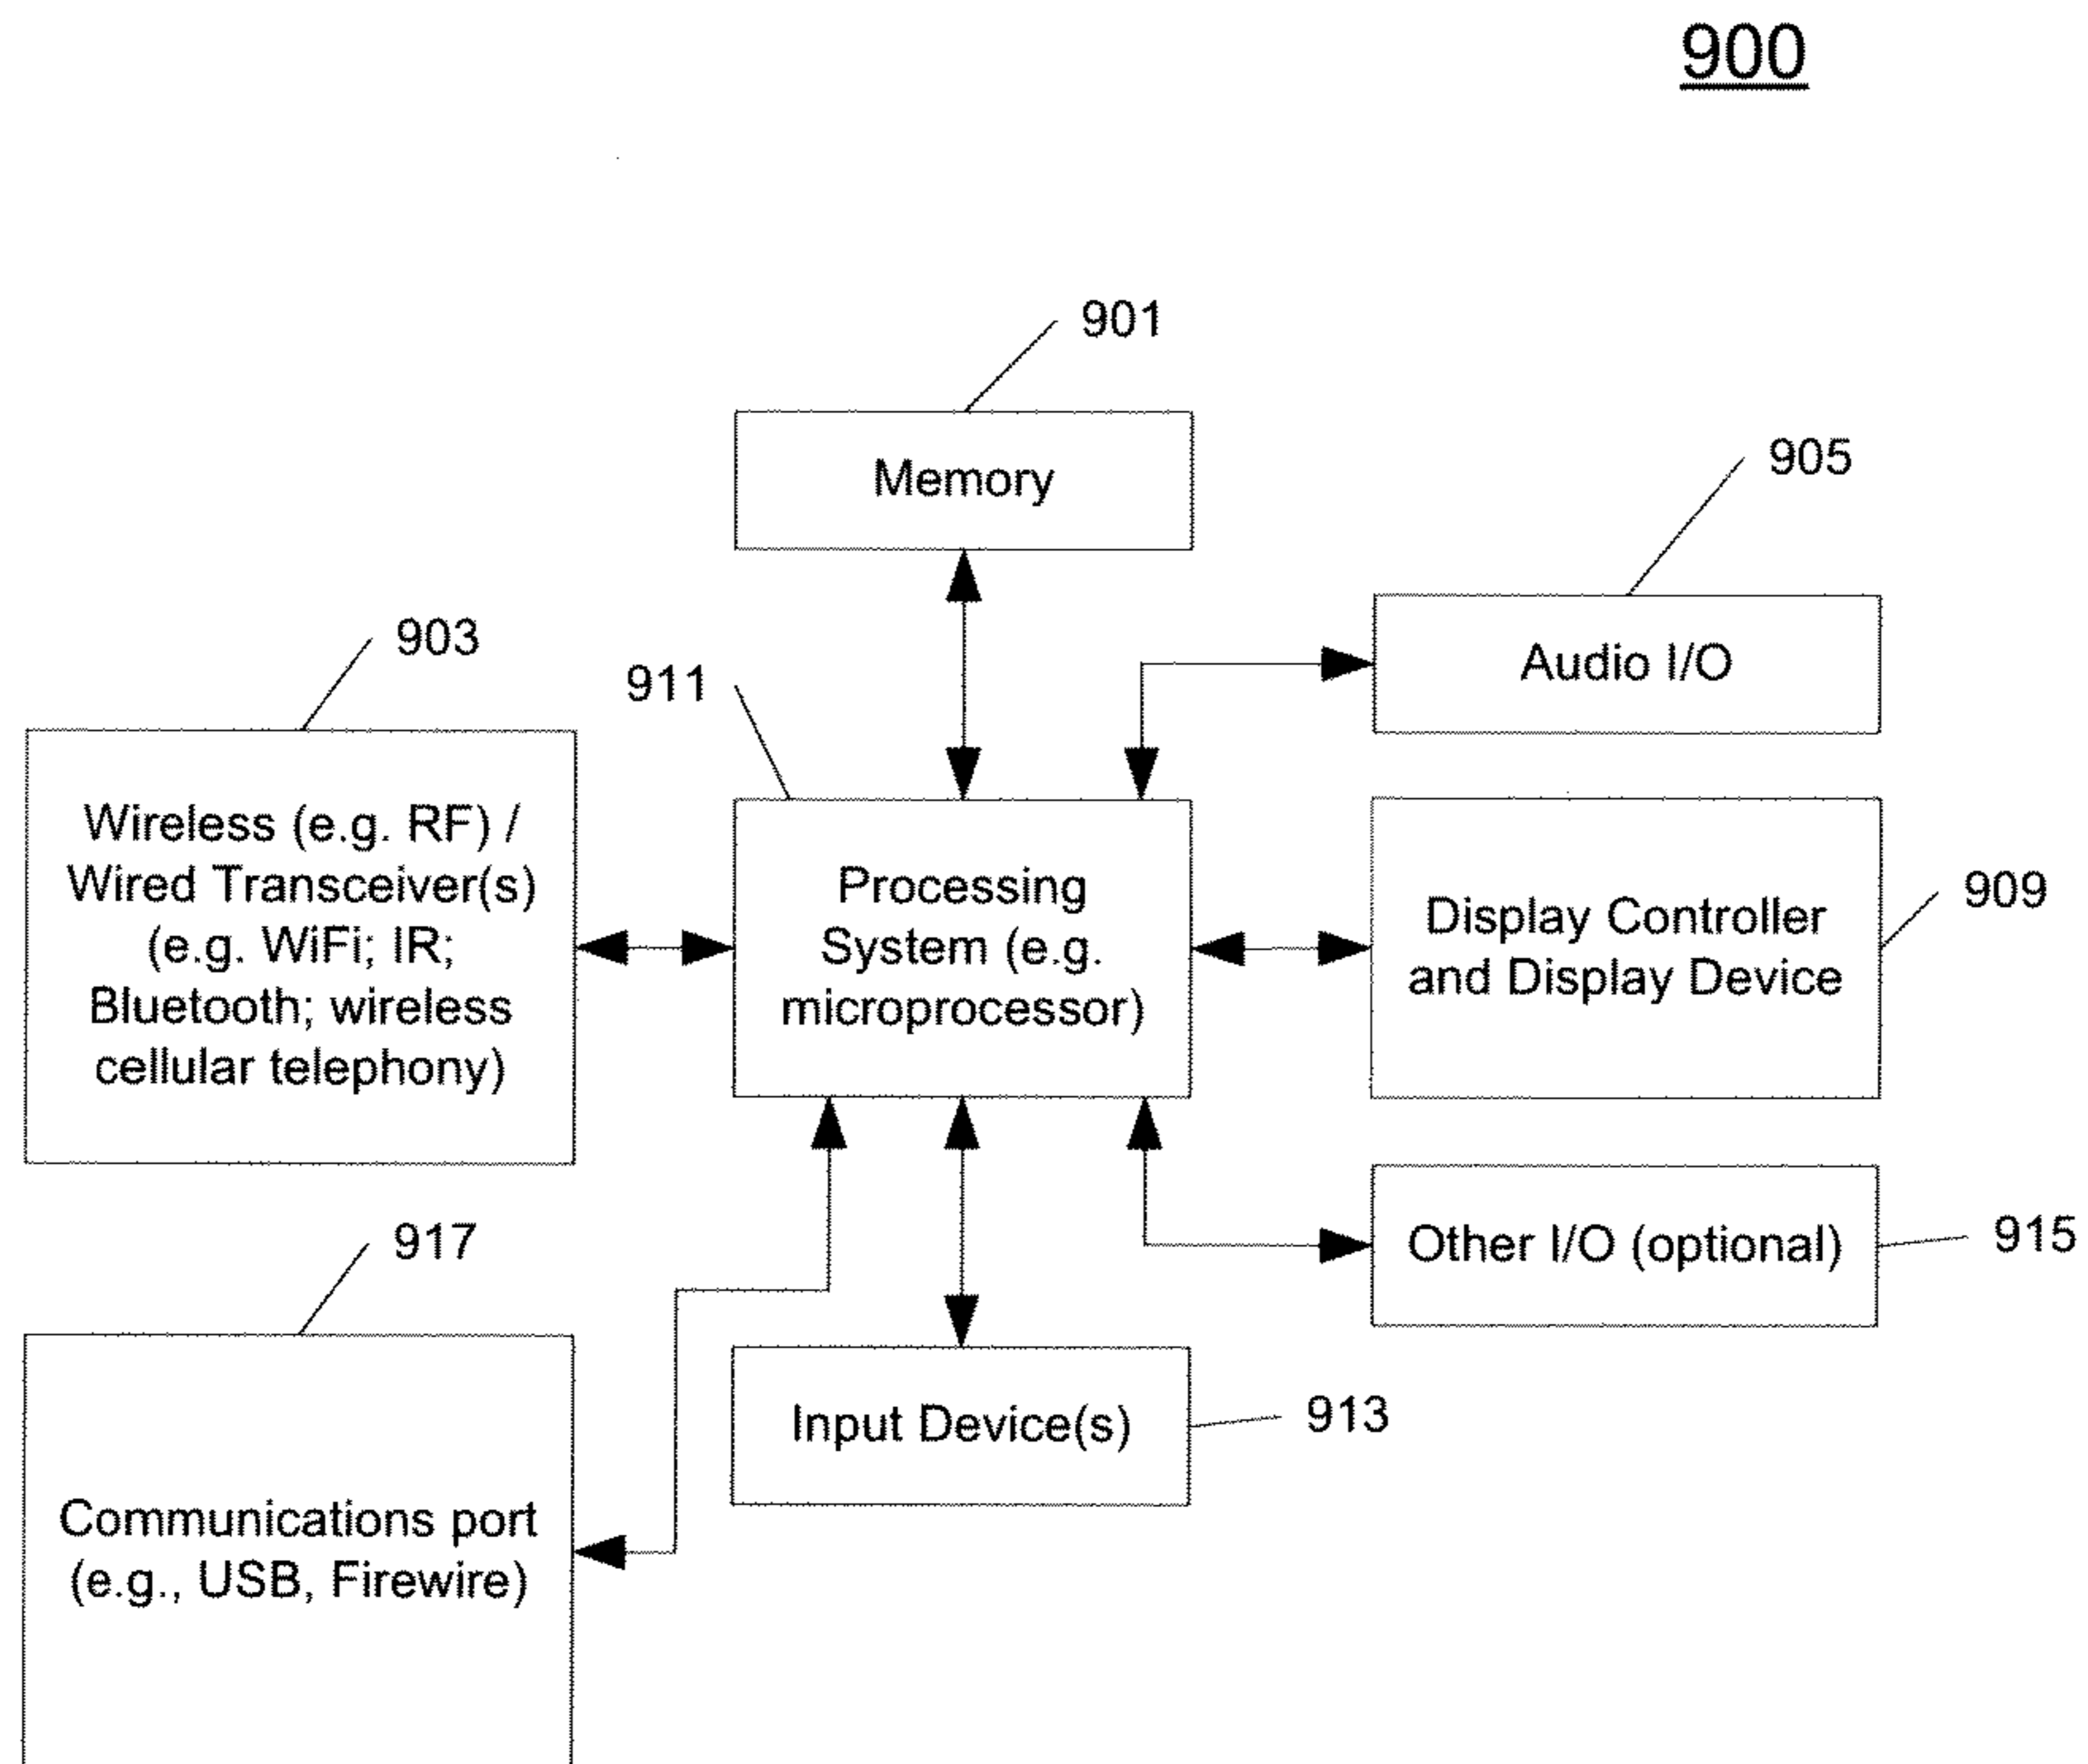 900
901
Memory
905
Audio I/O
903
911
Wireless (e.g. RF) /
Wired Transceiver(s)
(e.g. WiFi; IR;
Bluetooth; wireless
cellular telephony)
Processing
System (e.g.
microprocessor)
909
Display Controller
and Display Device
917
915
Other I/O (optional)
Input Device(s)
913
Communications port
(e.g., USB, Firewire)